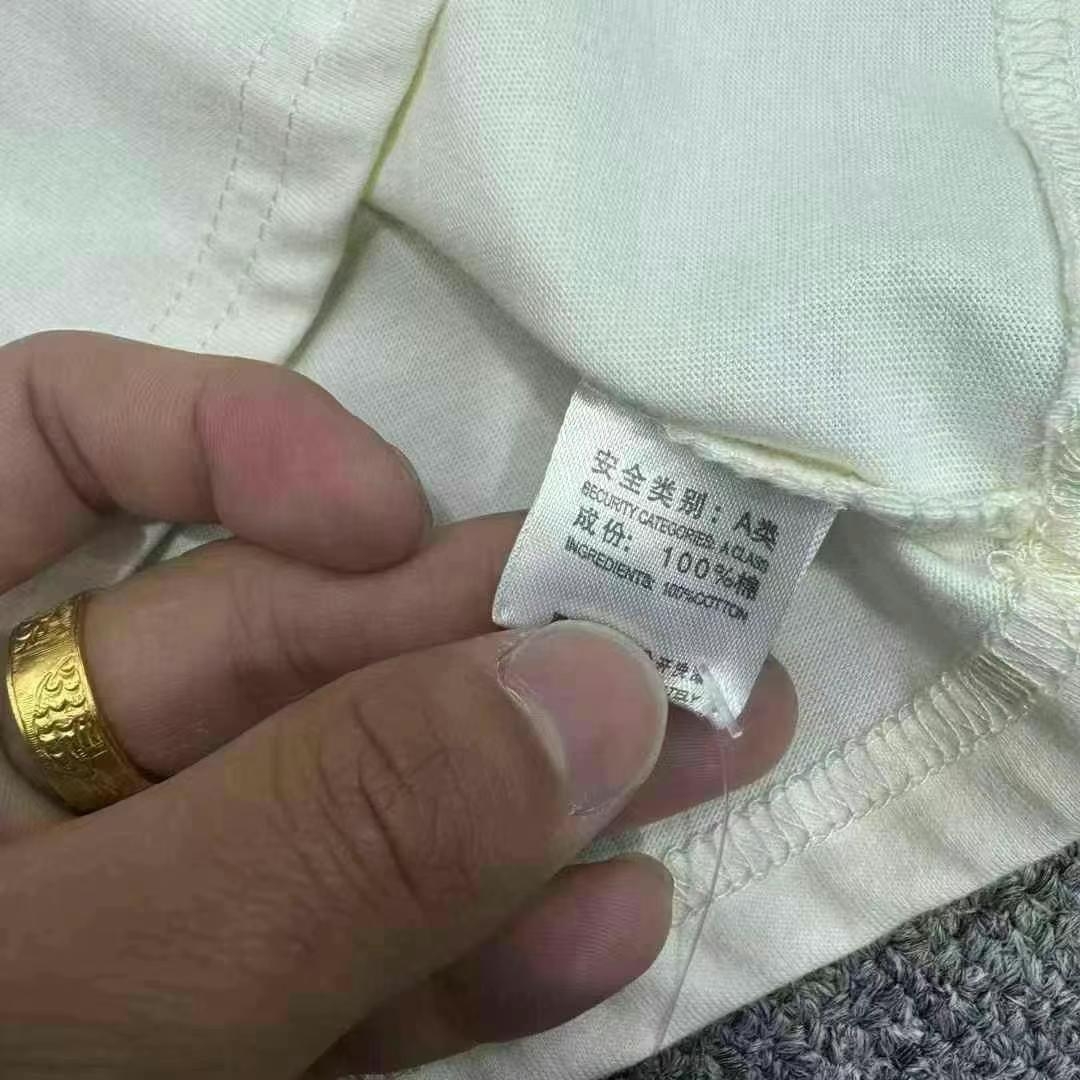 安全类别：A类
SECURITY CATEGORIES: A CLASS
成份：100%棉
INGREDIENTS: 100%COTTON